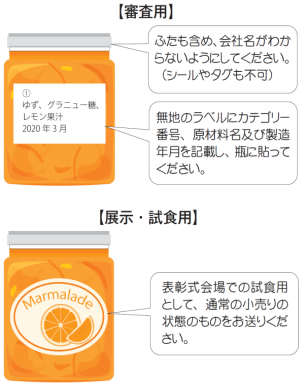 【審査用】
ふたも含め、会社名がわか
らないようにしてください。
（シールやタグも不可）
①
ゆず、グラニュー糖、
レモン果汁
2020年3月
無地のラベルにカテゴリー
番号、原材料名及び製造
年月を記載し、瓶に貼って
ください。
【展示・試食用】
Marmalade
表彰式会場での試食用
として、通常の小売りの
状態のものをお送りくだ
さい。